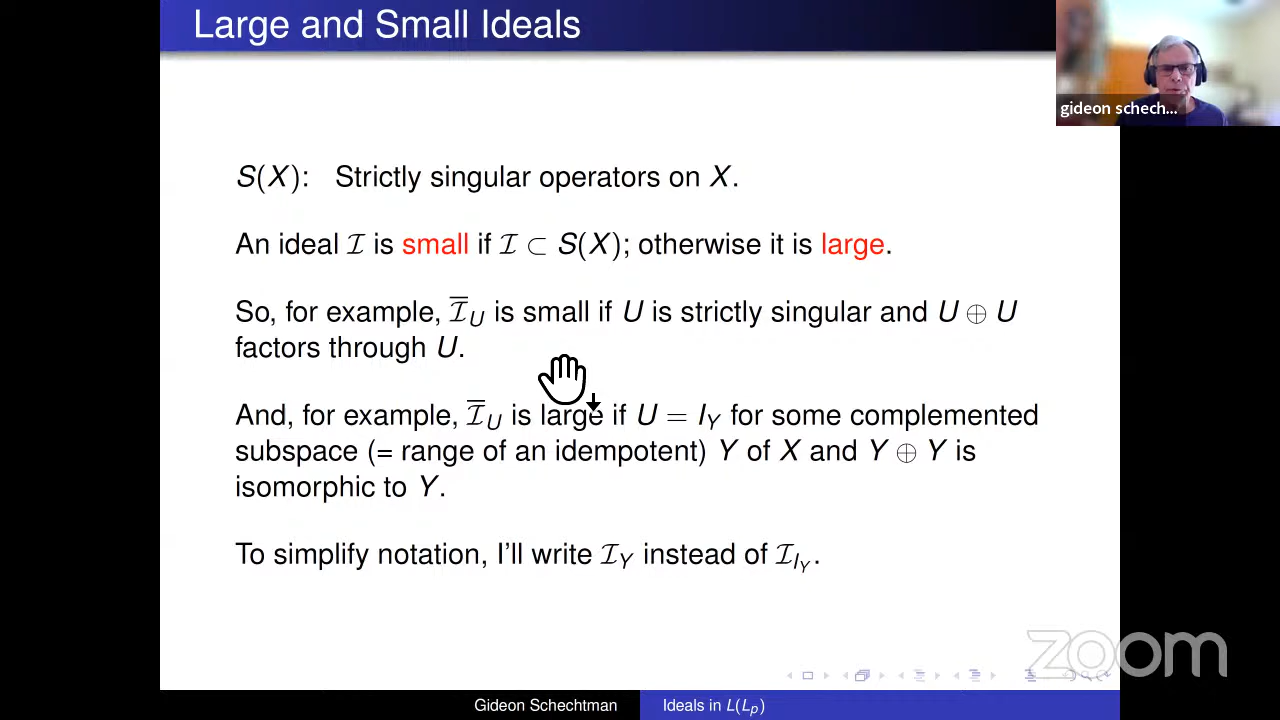 Large and Small Ideals
gideon schech...
S(X): Strictly singular operators on X.
An ideal ℐ is small if ℐ ⊂ S(X); otherwise it is large.
So, for example, ℐ̅_U is small if U is strictly singular and U ⊕ U
factors through U.
And, for example, ℐ̅_U is large if U = I_Y for some complemented
subspace (= range of an idempotent) Y of X and Y ⊕ Y is
isomorphic to Y.
To simplify notation, I'll write ℐ_Y instead of ℐ_{I_Y}.
zoom
Gideon Schechtman
Ideals in L(L_p)